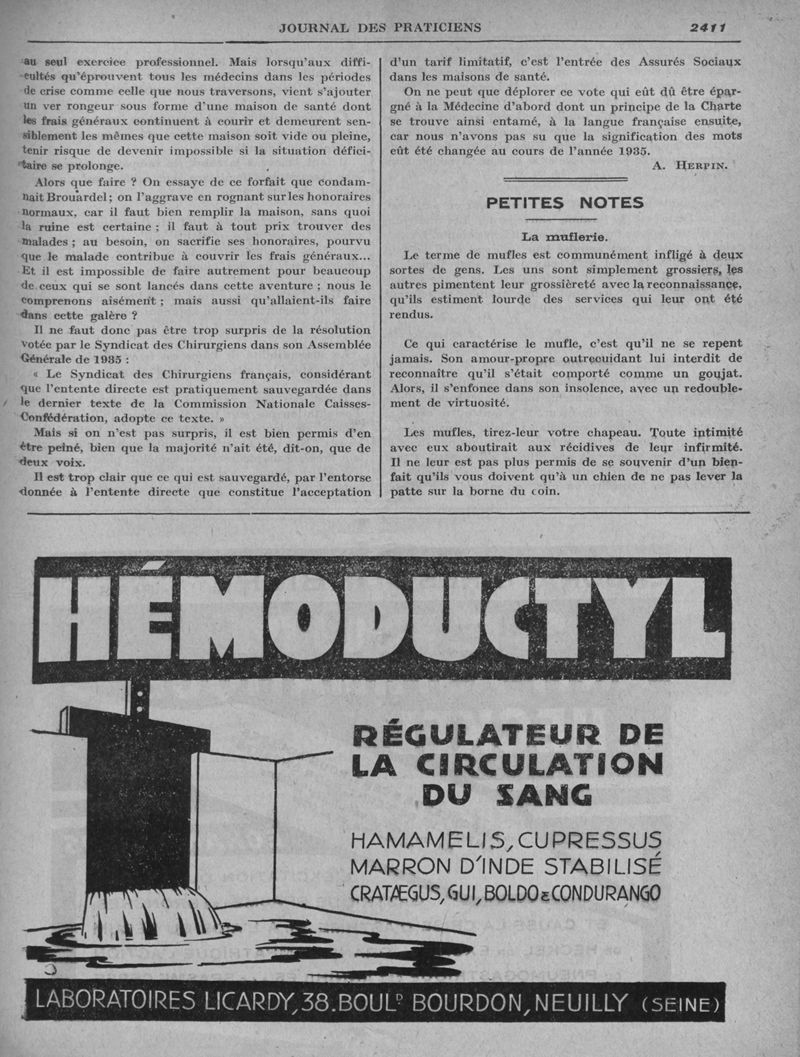 JOURNAL DES PRATICIENS
2411
au seul exercice professionnel. Mais lorsqu'aux diffi-
cultés qu'éprouvent tous les médecins dans les périodes
de crise comme celle que nous traversons, vient s'ajouter
un ver rongeur sous forme d'une maison de santé dont
les frais généraux continuent à courir et demeurent sen-
siblement les mêmes que cette maison soit vide ou pleine,
tenir risque de devenir impossible si la situation défici-
taire se prolonge.
Alors que faire ? On essaye de ce forfait que condam-
nait Brouardel ; on l'aggrave en rognant sur les honoraires
normaux, car il faut bien remplir la maison, sans quoi
la ruine est certaine ; il faut à tout prix trouver des
malades ; au besoin, on sacrifie ses honoraires, pourvu
que le malade contribue à couvrir les frais généraux...
Et il est impossible de faire autrement pour beaucoup
de ceux qui se sont lancés dans cette aventure ; nous le
comprenons aisément ; mais aussi qu'allaient-ils faire
dans cette galère ?
Il ne faut donc pas être trop surpris de la résolution
votée par le Syndicat des Chirurgiens dans son Assemblée
Générale de 1935 :
« Le Syndicat des Chirurgiens français, considérant
que l'entente directe est pratiquement sauvegardée dans
le dernier texte de la Commission Nationale Caisses-
Confédération, adopte ce texte. »
Mais si on n'est pas surpris, il est bien permis d'en
être peiné, bien que la majorité n'ait été, dit-on, que de
deux voix.
Il est trop clair que ce qui est sauvegardé, par l'entorse
donnée à l'entente directe que constitue l'acceptation
d'un tarif limitatif, c'est l'entrée des Assurés Sociaux
dans les maisons de santé.
On ne peut que déplorer ce vote qui eût dû être épar-
gné à la Médecine d'abord dont un principe de la Charte
se trouve ainsi entamé, à la langue française ensuite,
car nous n'avons pas su que la signification des mots
eût été changée au cours de l'année 1935.
A. HERPIN.
PETITES NOTES
La muflerie.
Le terme de mufles est communément infligé à deux
sortes de gens. Les uns sont simplement grossiers, les
autres pimentent leur grossièreté avec la reconnaissance,
qu'ils estiment lourde des services qui leur ont été
rendus.
Ce qui caractérise le mufle, c'est qu'il ne se repent
jamais. Son amour-propre outrecuidant lui interdit de
reconnaître qu'il s'était comporté comme un goujat.
Alors, il s'enfonce dans son insolence, avec un redouble-
ment de virtuosité.
Les mufles, tirez-leur votre chapeau. Toute intimité
avec eux aboutirait aux récidives de leur infirmité.
Il ne leur est pas plus permis de se souvenir d'un bien-
fait qu'ils vous doivent qu'à un chien de ne pas lever la
patte sur la borne du coin.
HÉMODUCTYL
RÉGULATEUR DE
LA CIRCULATION
DU SANG
HAMAMELIS, CUPRESSUS
MARRON D'INDE STABILISÉ
CRATÆGUS, GUI, BOLDO & CONDURANGO
LABORATOIRES LICARDY, 38. BOULD BOURDON, NEUILLY (SEINE)